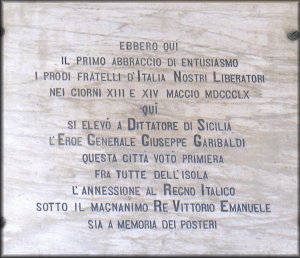 EBBERO QUI
IL PRIMO ABBRACCIO DI ENTUSIASMO
I PRODI FRATELLI D'ITALIA NOSTRI LIBERATORI
NEI GIORNI XIII E XIV MAGGIO MDCCCLX
QUI
SI ELEVÒ A DITTATORE DI SICILIA
L'EROE GENERALE GIUSEPPE GARIBALDI
QUESTA CITTÀ VOTÒ PRIMIERA
FRA TUTTE DELL'ISOLA
L'ANNESSIONE AL REGNO ITALICO
SOTTO IL MAGNANIMO RE VITTORIO EMANUELE
SIA A MEMORIA DEI POSTERI